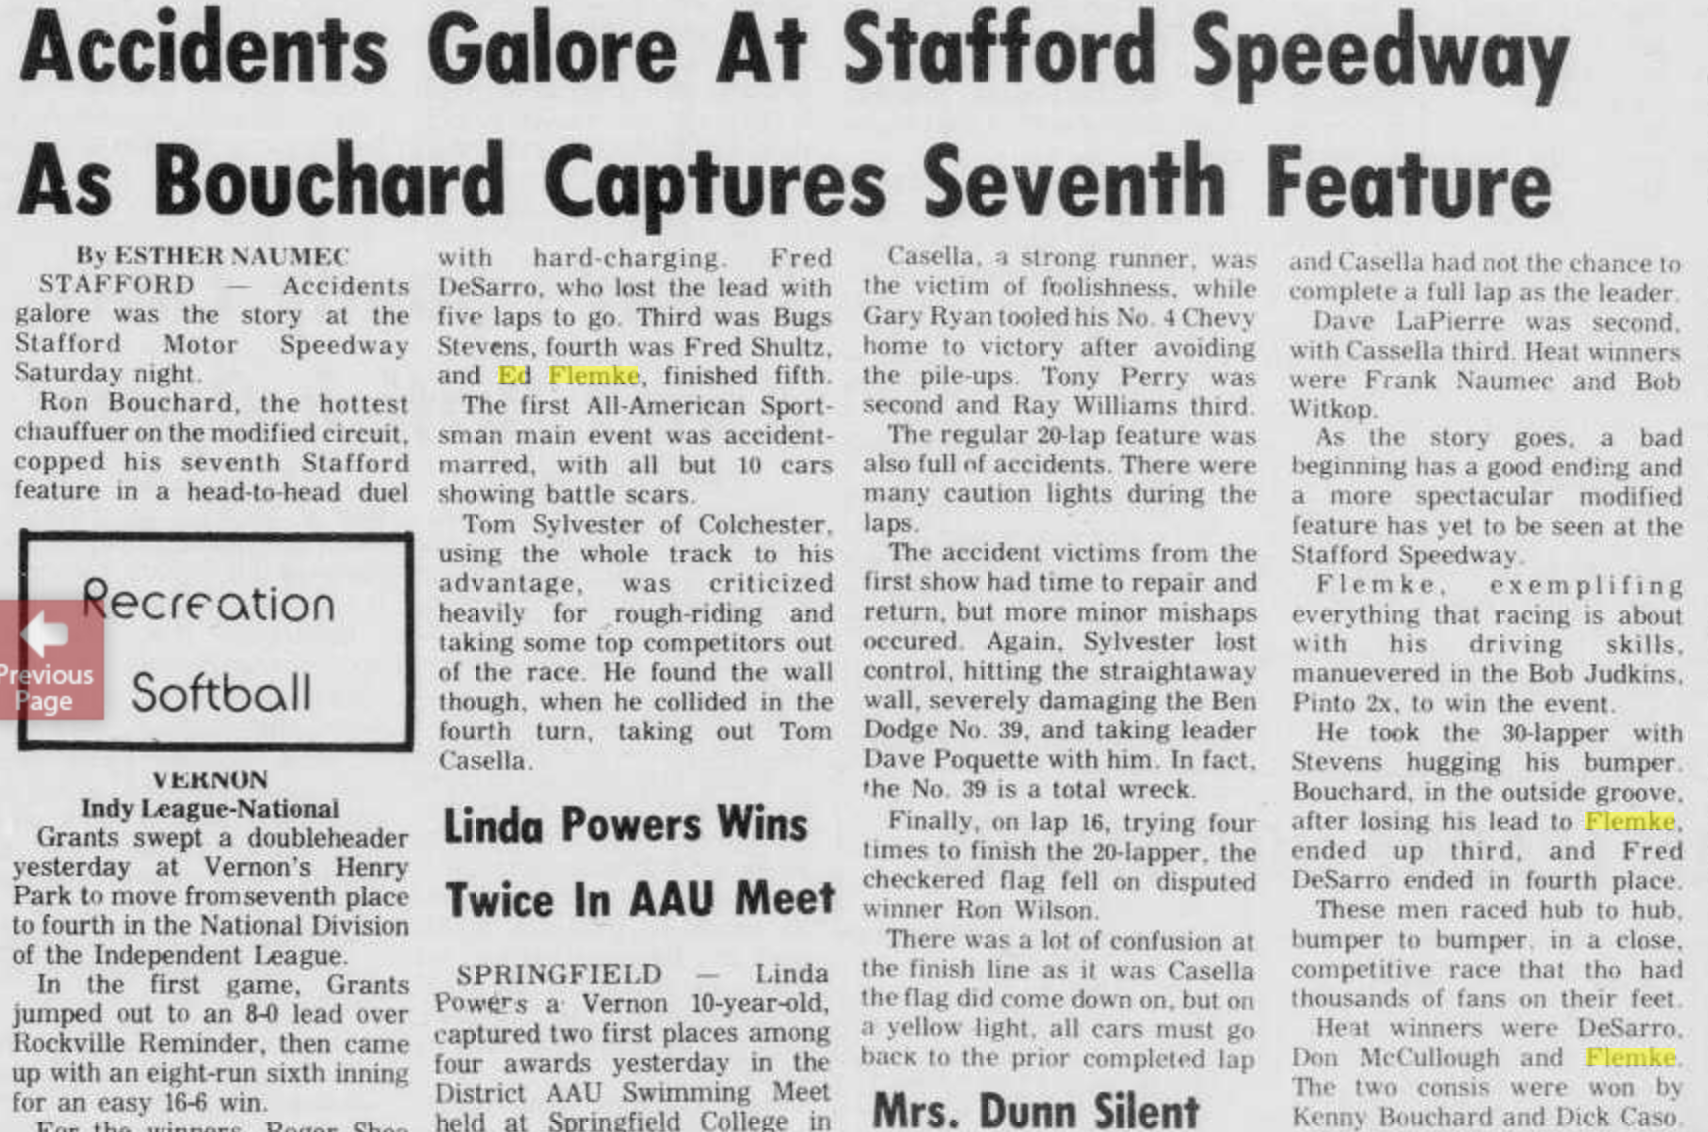 Accidents Galore At Stafford Speedway
As Bouchard Captures Seventh Feature
By ESTHER NAUMEC
STAFFORD — Accidents
galore was the story at the
Stafford Motor Speedway
Saturday night.
Ron Bouchard, the hottest
chauffuer on the modified circuit,
copped his seventh Stafford
feature in a head-to-head duel
with hard-charging. Fred
DeSarro, who lost the lead with
five laps to go. Third was Bugs
Stevens, fourth was Fred Shultz,
and Ed Flemke, finished fifth.
The first All-American Sport-
sman main event was accident-
marred, with all but 10 cars
showing battle scars.
Tom Sylvester of Colchester,
using the whole track to his
advantage, was criticized
heavily for rough-riding and
taking some top competitors out
of the race. He found the wall
though, when he collided in the
fourth turn, taking out Tom
Casella.
Casella, a strong runner, was
the victim of foolishness, while
Gary Ryan tooled his No. 4 Chevy
home to victory after avoiding
the pile-ups. Tony Perry was
second and Ray Williams third.
The regular 20-lap feature was
also full of accidents. There were
many caution lights during the
laps.
The accident victims from the
first show had time to repair and
return, but more minor mishaps
occured. Again, Sylvester lost
control, hitting the straightaway
wall, severely damaging the Ben
Dodge No. 39, and taking leader
Dave Poquette with him. In fact,
the No. 39 is a total wreck.
Finally, on lap 16, trying four
times to finish the 20-lapper, the
checkered flag fell on disputed
winner Ron Wilson.
There was a lot of confusion at
the finish line as it was Casella
the flag did come down on, but on
a yellow light, all cars must go
back to the prior completed lap
and Casella had not the chance to
complete a full lap as the leader.
Dave LaPierre was second,
with Cassella third. Heat winners
were Frank Naumec and Bob
Witkop.
As the story goes, a bad
beginning has a good ending and
a more spectacular modified
feature has yet to be seen at the
Stafford Speedway.
Flemke, exemplifing
everything that racing is about
with his driving skills,
manuevered in the Bob Judkins,
Pinto 2x, to win the event.
He took the 30-lapper with
Stevens hugging his bumper.
Bouchard, in the outside groove,
after losing his lead to Flemke,
ended up third, and Fred
DeSarro ended in fourth place.
These men raced hub to hub,
bumper to bumper, in a close,
competitive race that tho had
thousands of fans on their feet.
Heat winners were DeSarro,
Don McCullough and Flemke.
The two consis were won by
Kenny Bouchard and Dick Caso.
Recreation
Softball
Previous
Page
VERNON
Indy League-National
Grants swept a doubleheader
yesterday at Vernon's Henry
Park to move from seventh place
to fourth in the National Division
of the Independent League.
In the first game, Grants
jumped out to an 8-0 lead over
Rockville Reminder, then came
up with an eight-run sixth inning
for an easy 16-6 win.
For the winners, Roger
Linda Powers Wins
Twice In AAU Meet
SPRINGFIELD — Linda
Powers a Vernon 10-year-old,
captured two first places among
four awards yesterday in the
District AAU Swimming Meet
held at Springfield College in
Mrs. Dunn Silent